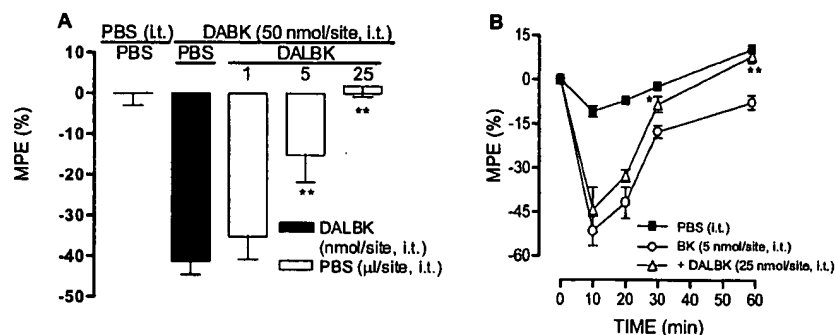 A
PBS (i.t.) DABK (50 nmol/site, i.t.)
PBS PBS DALBK
1 5 25
10
0
-10
-20
-30
-40
-50
MPE (%)
**
**
DALBK
(nmol/site, i.t.)
PBS (µl/site, i.t.)
B
15
0
-15
-30
-45
-60
MPE (%)
*
**
PBS (i.t.)
BK (5 nmol/site, i.t.)
+ DALBK (25 nmol/site, i.t.)
0 10 20 30 40 50 60
TIME (min)